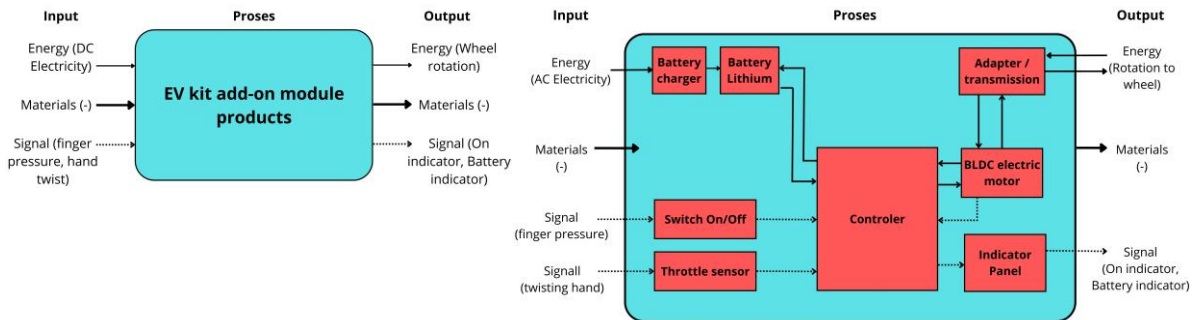 Input
Proses
Output
Energy (DC
Electricity)
Materials (-)
Signal (finger
pressure, hand
twist)
EV kit add-on module
products
Energy (Wheel
rotation)
Materials (-)
Signal (On
indicator, Battery
indicator)
Input
Proses
Output
Energy
(AC Electricity)
Materials
(-)
Signal
(finger pressure)
Signall
(twisting hand)
Battery
charger
Battery
Lithium
Adapter /
transmission
BLDC electric
motor
Switch On/Off
Controler
Throttle sensor
Indicator
Panel
Energy
(Rotation to
wheel)
Materials
(-)
Signal
(On indicator,
Battery indicator)